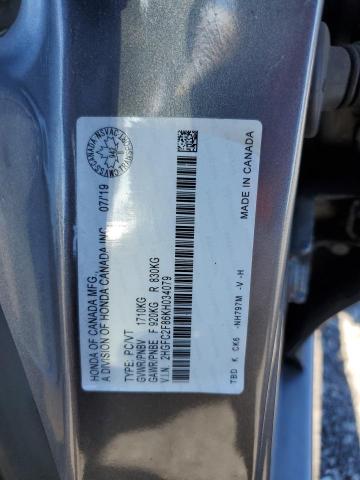 HONDA OF CANADA MFG.,
A DIVISION OF HONDA CANADA INC. 07/19
TYPE: PC/VT
GVWR/PNBV 1710KG
GAWR/PNBE F 920KG R 830KG
V.I.N. 2HGFC2F86KH034079
MADE IN CANADA
TBD K CK6 -NH797M -V -H